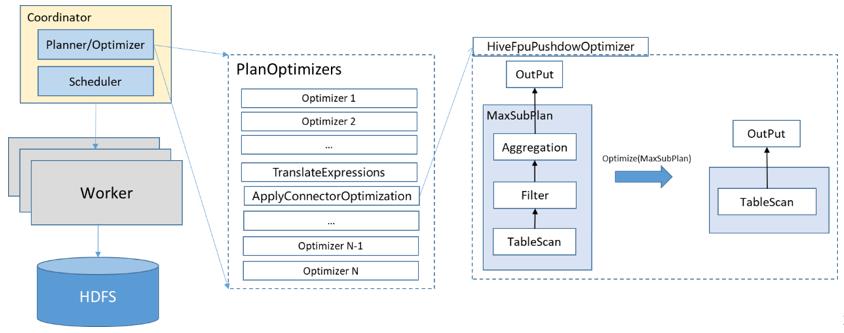 Coordinator
Planner/Optimizer
Scheduler
Worker
HDFS
PlanOptimizers
Optimizer 1
Optimizer 2
...
TranslateExpressions
ApplyConnectorOptimization
...
Optimizer N-1
Optimizer N
HiveFpuPushdowOptimizer
OutPut
MaxSubPlan
Aggregation
Filter
TableScan
Optimize(MaxSubPlan)
OutPut
TableScan